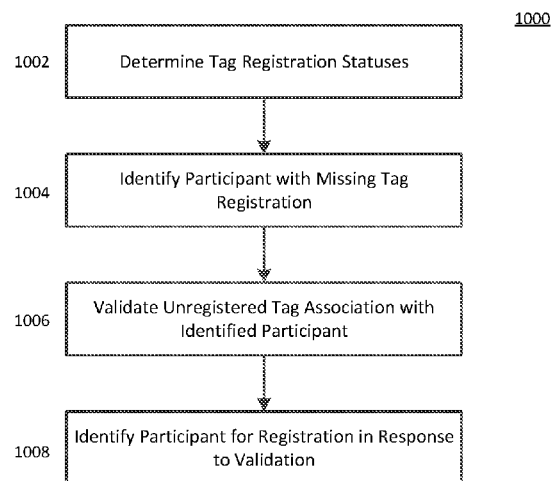 1000
1002
Determine Tag Registration Statuses
1004
Identify Participant with Missing Tag
Registration
1006
Validate Unregistered Tag Association with
Identified Participant
1008
Identify Participant for Registration in Response
to Validation